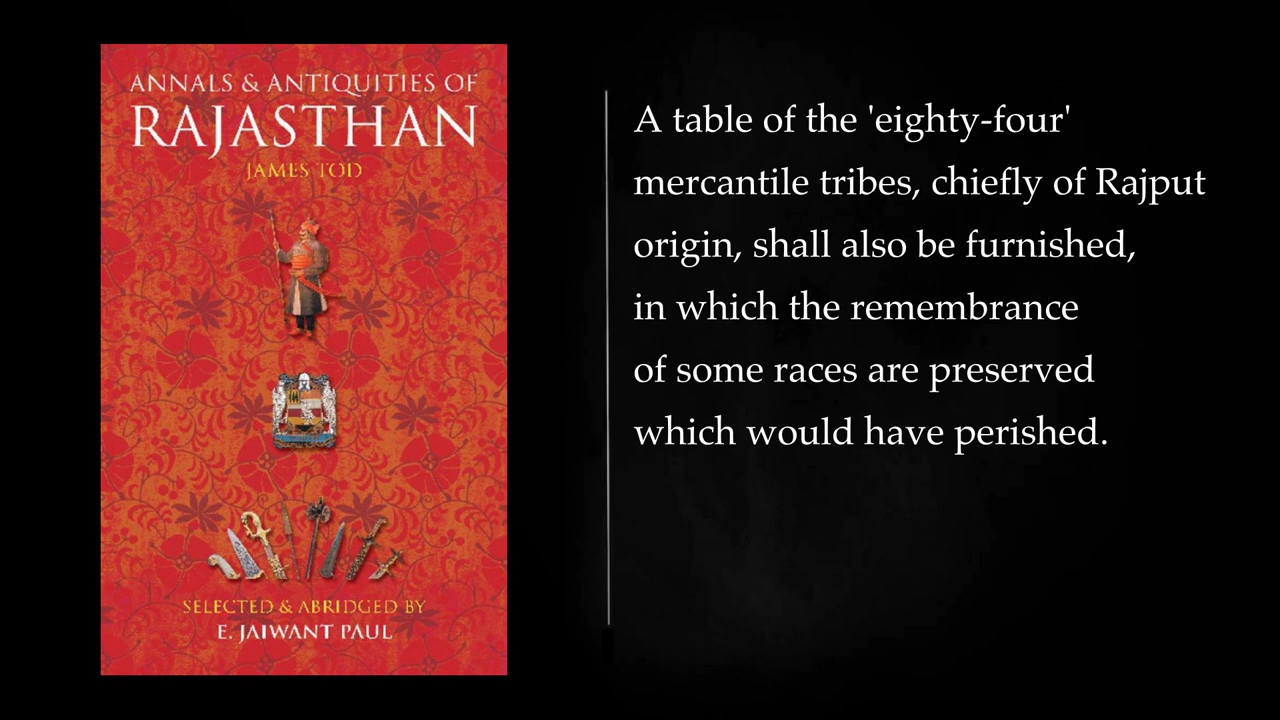 ANNALS & ANTIQUITIES OF
RAJASTHAN
JAMES TOD
SELECTED & ABRIDGED BY
E. JAIWANT PAUL
A table of the 'eighty-four'
mercantile tribes, chiefly of Rajput
origin, shall also be furnished,
in which the remembrance
of some races are preserved
which would have perished.